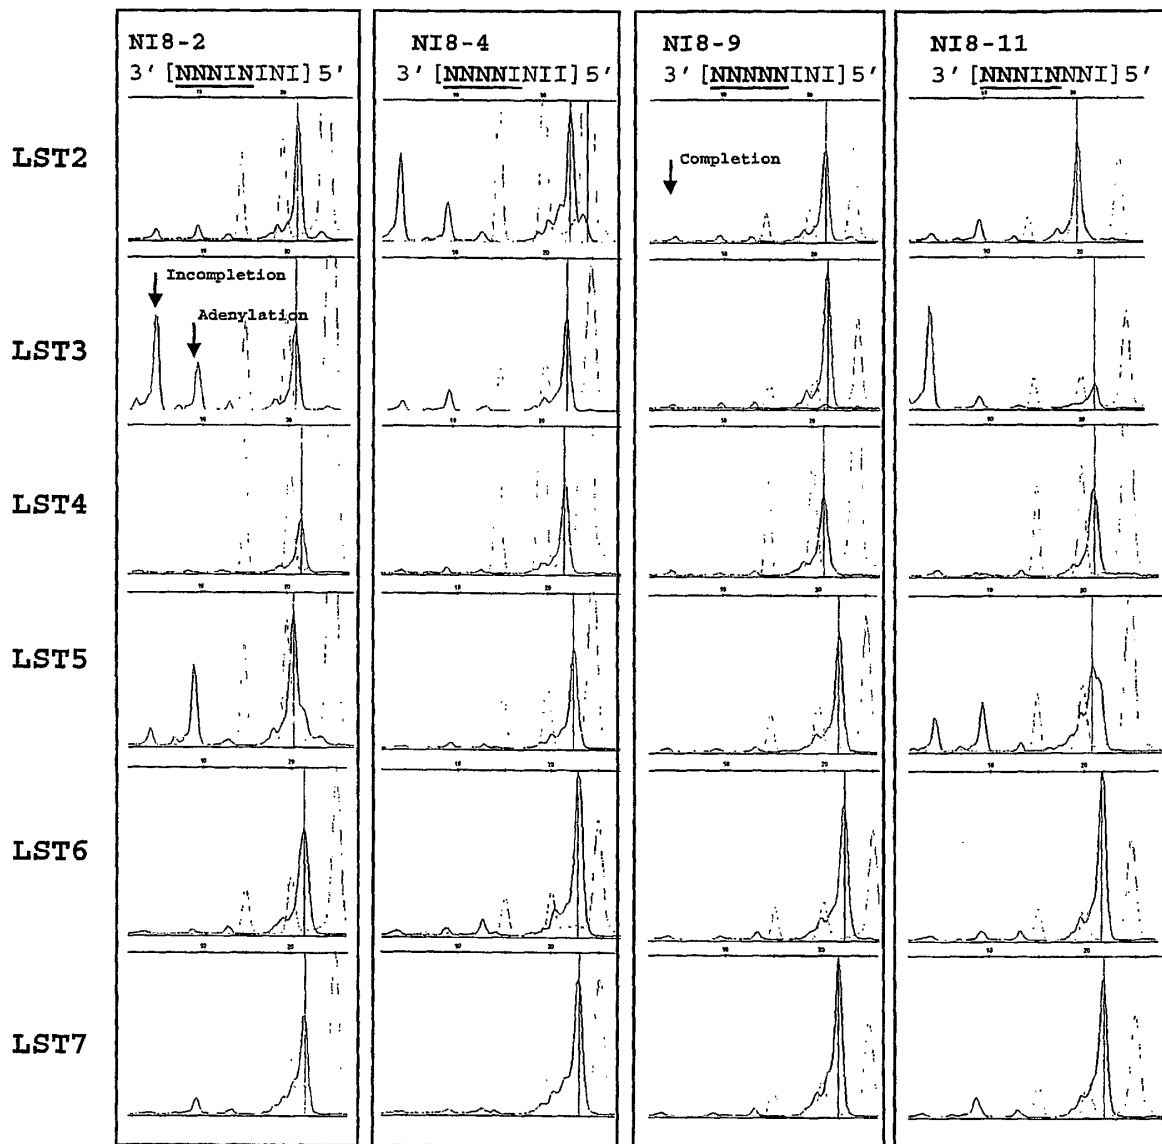 NI8-2
3' [NNNININI] 5'
NI8-4
3' [NNNNINII] 5'
NI8-9
3' [NNNNNINI] 5'
NI8-11
3' [NNNINNNI] 5'
LST2
Completion
LST3
Incompletion
Adenylation
LST4
LST5
LST6
LST7